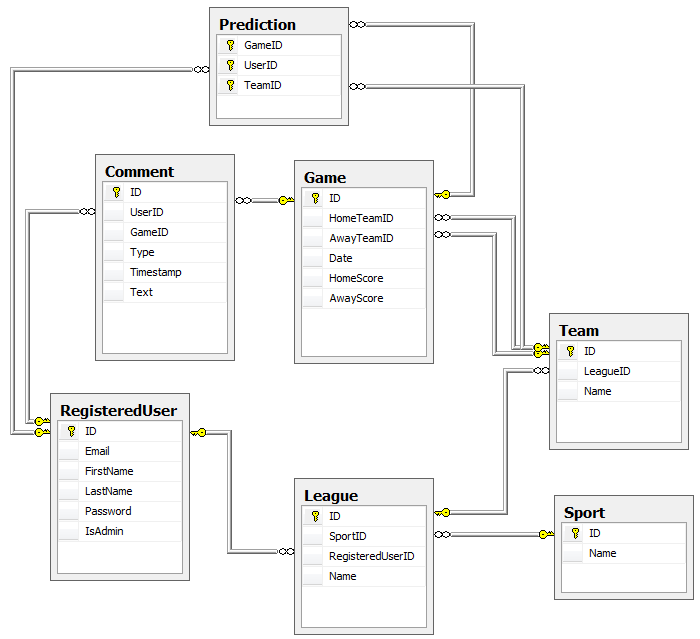 Prediction
GameID
UserID
TeamID
Comment
ID
UserID
GameID
Type
Timestamp
Text
Game
ID
HomeTeamID
AwayTeamID
Date
HomeScore
AwayScore
Team
ID
LeagueID
Name
RegisteredUser
ID
Email
FirstName
LastName
Password
IsAdmin
League
ID
SportID
RegisteredUserID
Name
Sport
ID
Name